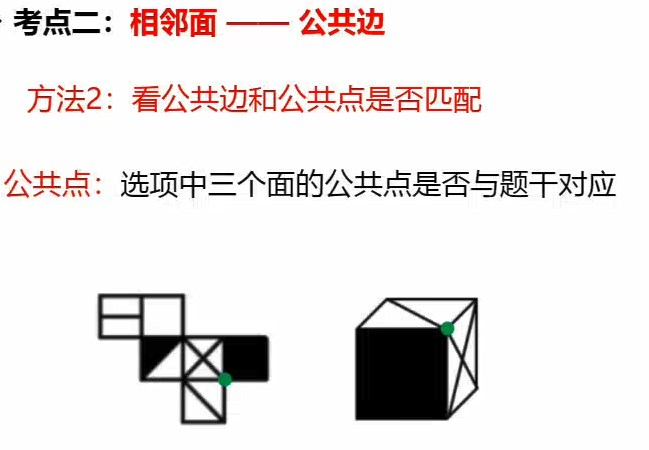 考点二：相邻面 —— 公共边
方法2：看公共边和公共点是否匹配
公共点：选项中三个面的公共点是否与题干对应